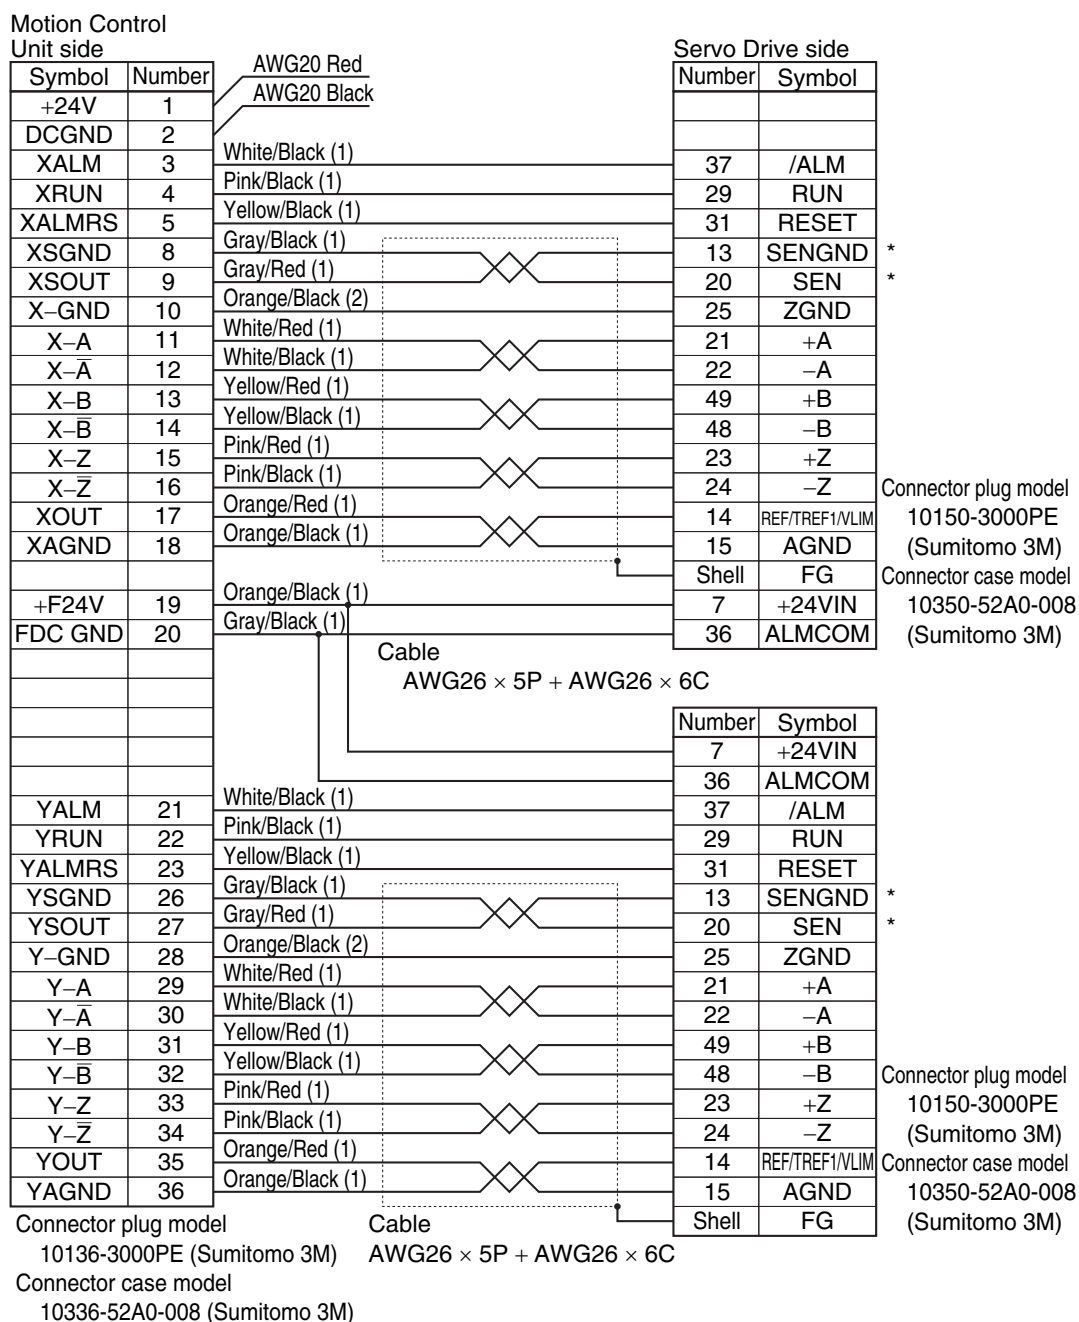 Motion Control
Unit side
Servo Drive side
Symbol Number AWG20 Red Number Symbol
+24V 1 AWG20 Black
DCGND 2
XALM 3 White/Black (1) 37 /ALM
XRUN 4 Pink/Black (1) 29 RUN
XALMRS 5 Yellow/Black (1) 31 RESET
XSGND 8 Gray/Black (1) 13 SENGND *
XSOUT 9 Gray/Red (1) 20 SEN *
X−GND 10 Orange/Black (2) 25 ZGND
X−A 11 White/Red (1) 21 +A
X−A̅ 12 White/Black (1) 22 −A
X−B 13 Yellow/Red (1) 49 +B
X−B̅ 14 Yellow/Black (1) 48 −B
X−Z 15 Pink/Red (1) 23 +Z
X−Z̅ 16 Pink/Black (1) 24 −Z Connector plug model
XOUT 17 Orange/Red (1) 14 REF/TREF1/VLIM 10150-3000PE
XAGND 18 Orange/Black (1) 15 AGND (Sumitomo 3M)
Shell FG Connector case model
+F24V 19 Orange/Black (1) 7 +24VIN 10350-52A0-008
FDC GND 20 Gray/Black (1) 36 ALMCOM (Sumitomo 3M)
Cable
AWG26 × 5P + AWG26 × 6C
Number Symbol
7 +24VIN
36 ALMCOM
YALM 21 White/Black (1) 37 /ALM
YRUN 22 Pink/Black (1) 29 RUN
YALMRS 23 Yellow/Black (1) 31 RESET
YSGND 26 Gray/Black (1) 13 SENGND *
YSOUT 27 Gray/Red (1) 20 SEN *
Y−GND 28 Orange/Black (2) 25 ZGND
Y−A 29 White/Red (1) 21 +A
Y−A̅ 30 White/Black (1) 22 −A
Y−B 31 Yellow/Red (1) 49 +B
Y−B̅ 32 Yellow/Black (1) 48 −B Connector plug model
Y−Z 33 Pink/Red (1) 23 +Z 10150-3000PE
Y−Z̅ 34 Pink/Black (1) 24 −Z (Sumitomo 3M)
YOUT 35 Orange/Red (1) 14 REF/TREF1/VLIM Connector case model
YAGND 36 Orange/Black (1) 15 AGND 10350-52A0-008
Connector plug model Cable Shell FG (Sumitomo 3M)
10136-3000PE (Sumitomo 3M) AWG26 × 5P + AWG26 × 6C
Connector case model
10336-52A0-008 (Sumitomo 3M)